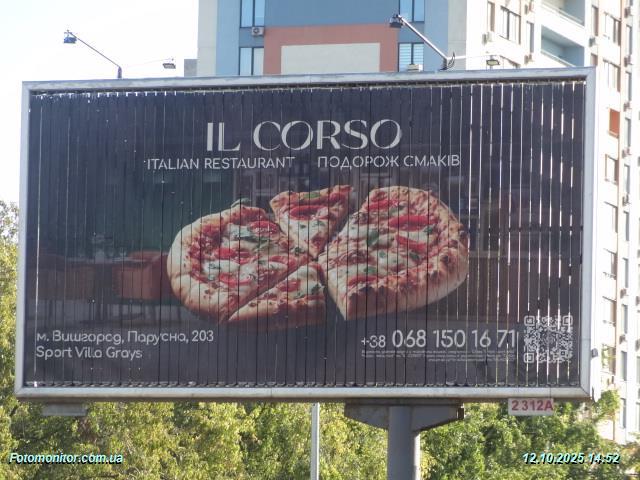 IL CORSO
ITALIAN RESTAURANT ПОДОРОЖ СМАКІВ
м. Вишгород, Парусна, 203
Sport Villa Grays
+38 068 150 16 71
2312A
Fotomonitor.com.ua
12.10.2025 14:52